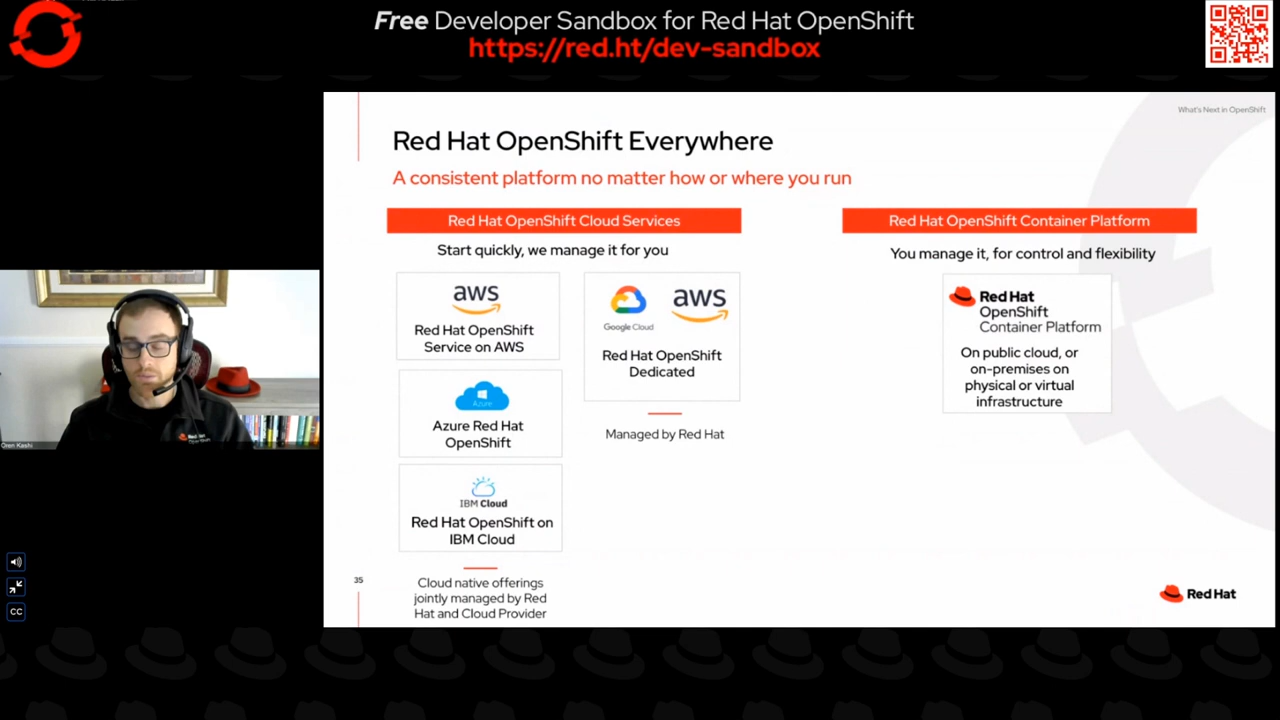 Free Developer Sandbox for Red Hat OpenShift
https://red.ht/dev-sandbox
What's Next in OpenShift
Red Hat OpenShift Everywhere
A consistent platform no matter how or where you run
Red Hat OpenShift Cloud Services
Start quickly, we manage it for you
aws
Red Hat OpenShift
Service on AWS
Azure
Azure Red Hat
OpenShift
IBM Cloud
Red Hat OpenShift on
IBM Cloud
Cloud native offerings
jointly managed by Red
Hat and Cloud Provider
Google Cloud
aws
Red Hat OpenShift
Dedicated
Managed by Red Hat
Red Hat OpenShift Container Platform
You manage it, for control and flexibility
Red Hat
OpenShift
Container Platform
On public cloud, or
on-premises on
physical or virtual
infrastructure
35
Red Hat
Oren Kashi
Red Hat
CC